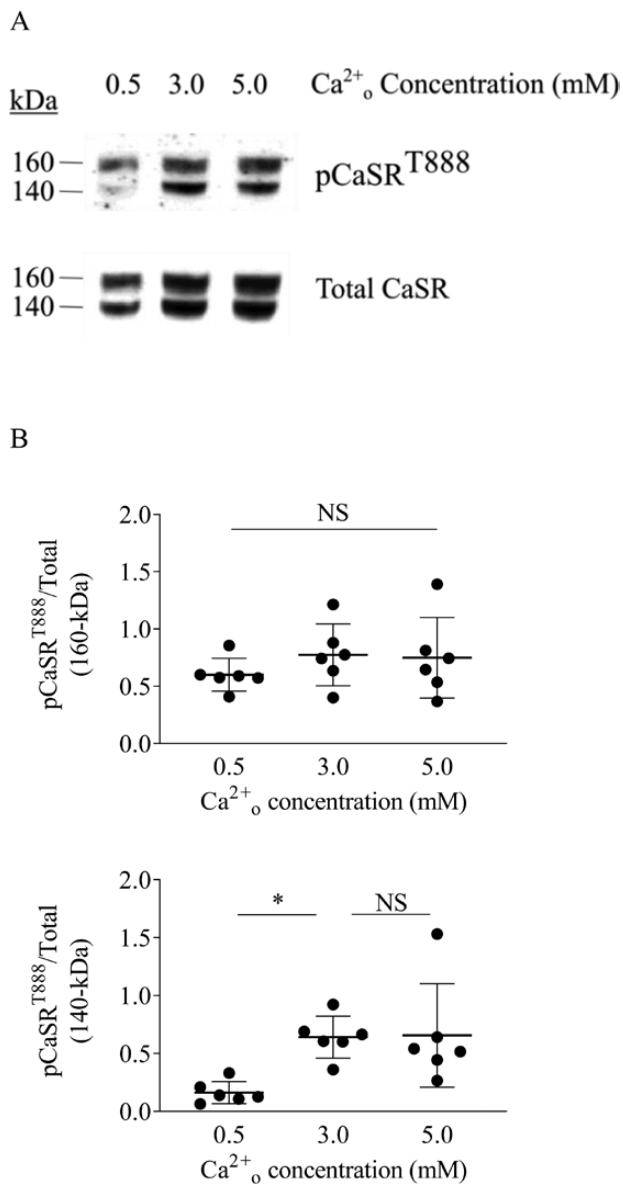 A
kDa 0.5 3.0 5.0 Ca²⁺ₒ Concentration (mM)
160
140
pCaSRᵀ⁸⁸⁸
160
140
Total CaSR
B
pCaSRᵀ⁸⁸⁸/Total
(160-kDa)
2.0
1.5
1.0
0.5
0.0
NS
0.5 3.0 5.0
Ca²⁺ₒ concentration (mM)
pCaSRᵀ⁸⁸⁸/Total
(140-kDa)
2.0
1.5
1.0
0.5
0.0
* NS
0.5 3.0 5.0
Ca²⁺ₒ concentration (mM)